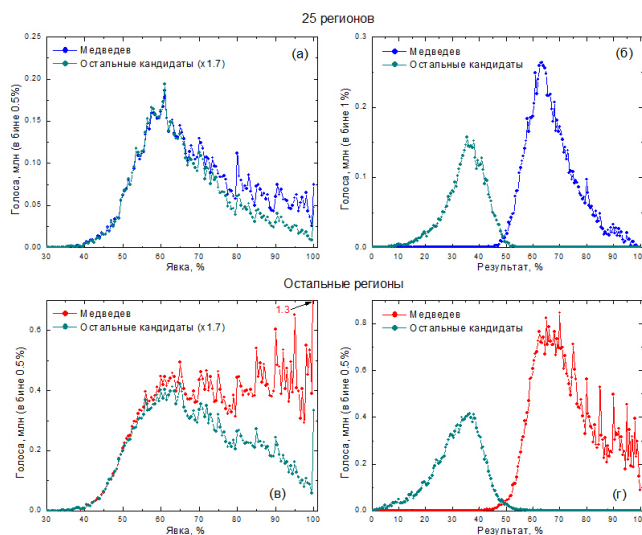 25 регионов
(а)
Медведев
Остальные кандидаты (x1.7)
Голоса, млн (в бине 0.5%)
0.25
0.20
0.15
0.10
0.05
0.00
30 40 50 60 70 80 90 100
Явка, %
(б)
Медведев
Остальные кандидаты
Голоса, млн (в бине 1%)
0.3
0.2
0.1
0
0 10 20 30 40 50 60 70 80 90 100
Результат, %
Остальные регионы
(в)
Медведев
Остальные кандидаты (x1.7)
1.3
Голоса, млн (в бине 0.5%)
0.6
0.4
0.2
0.0
30 40 50 60 70 80 90 100
Явка, %
(г)
Медведев
Остальные кандидаты
Голоса, млн (в бине 0.5%)
0.8
0.6
0.4
0.2
0
0 10 20 30 40 50 60 70 80 90 100
Результат, %